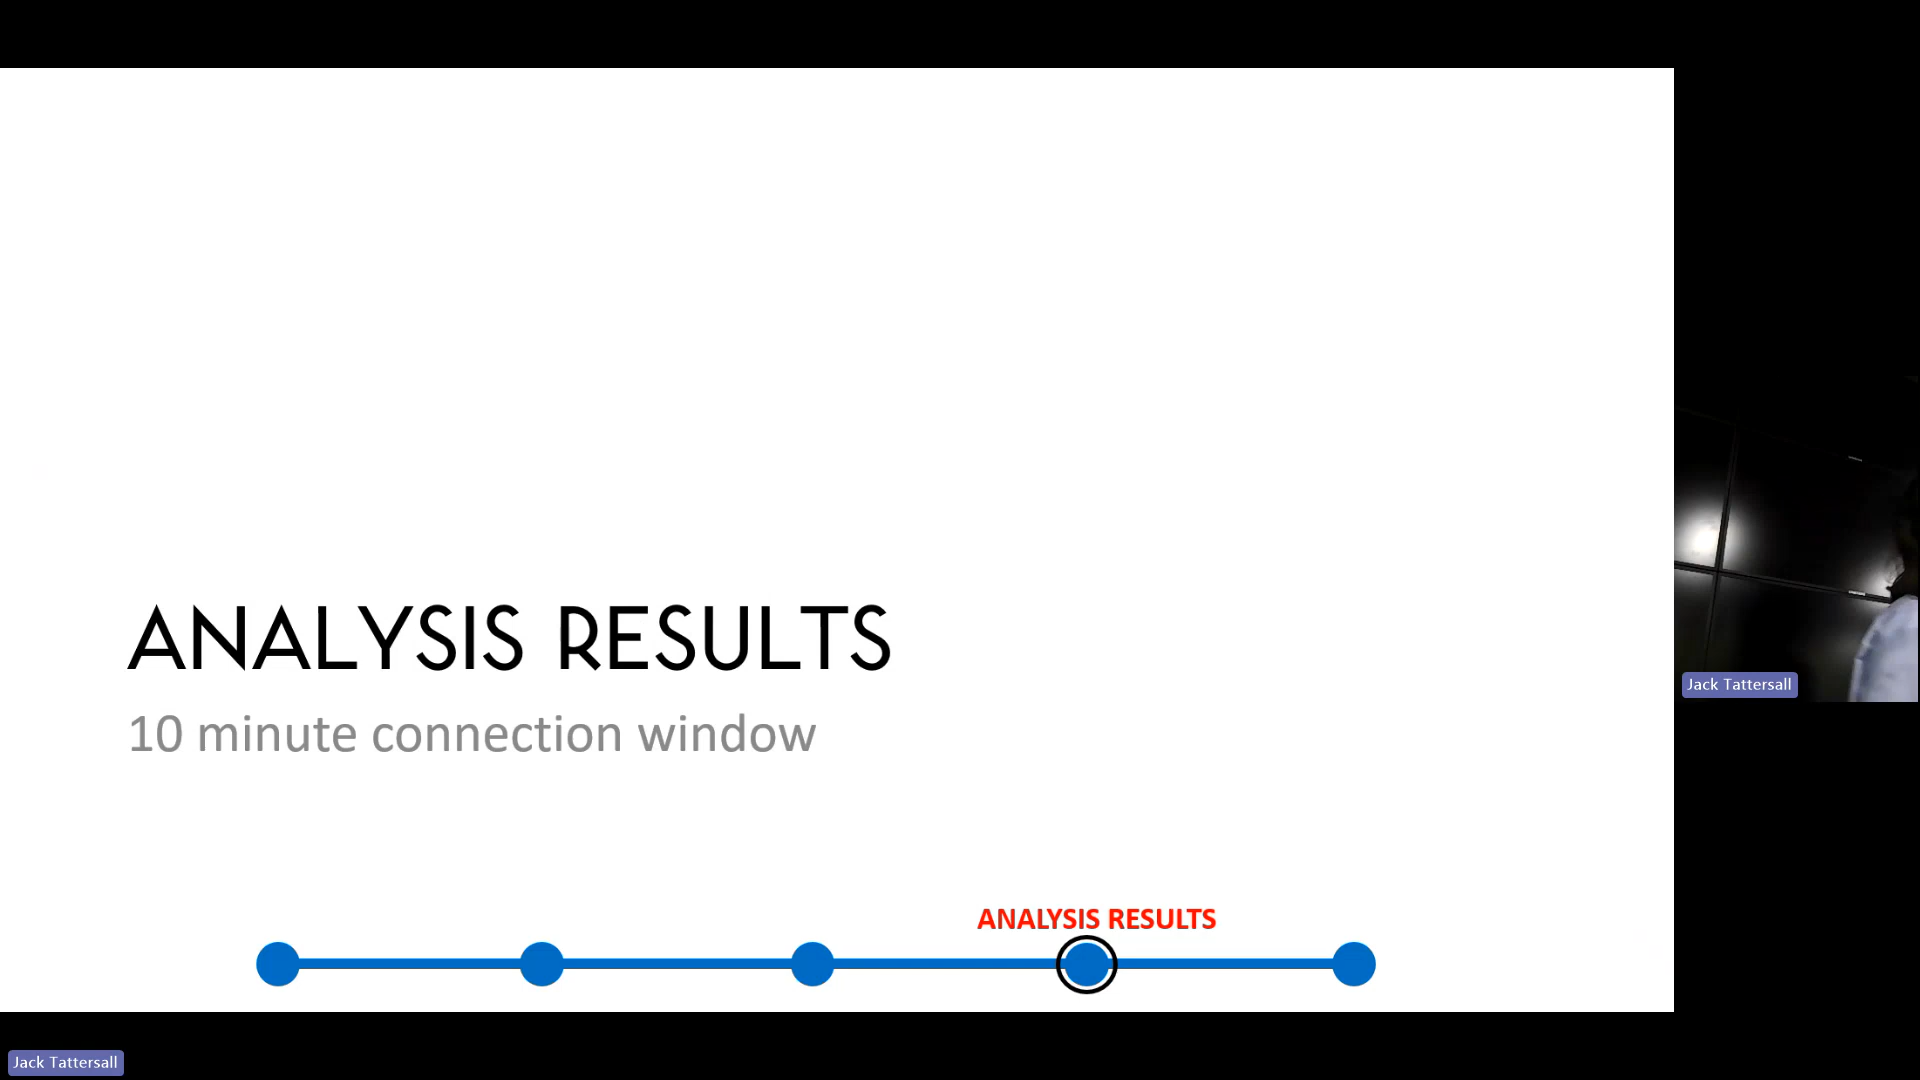 ANALYSIS RESULTS
10 minute connection window
ANALYSIS RESULTS
Jack Tattersall
Jack Tattersall